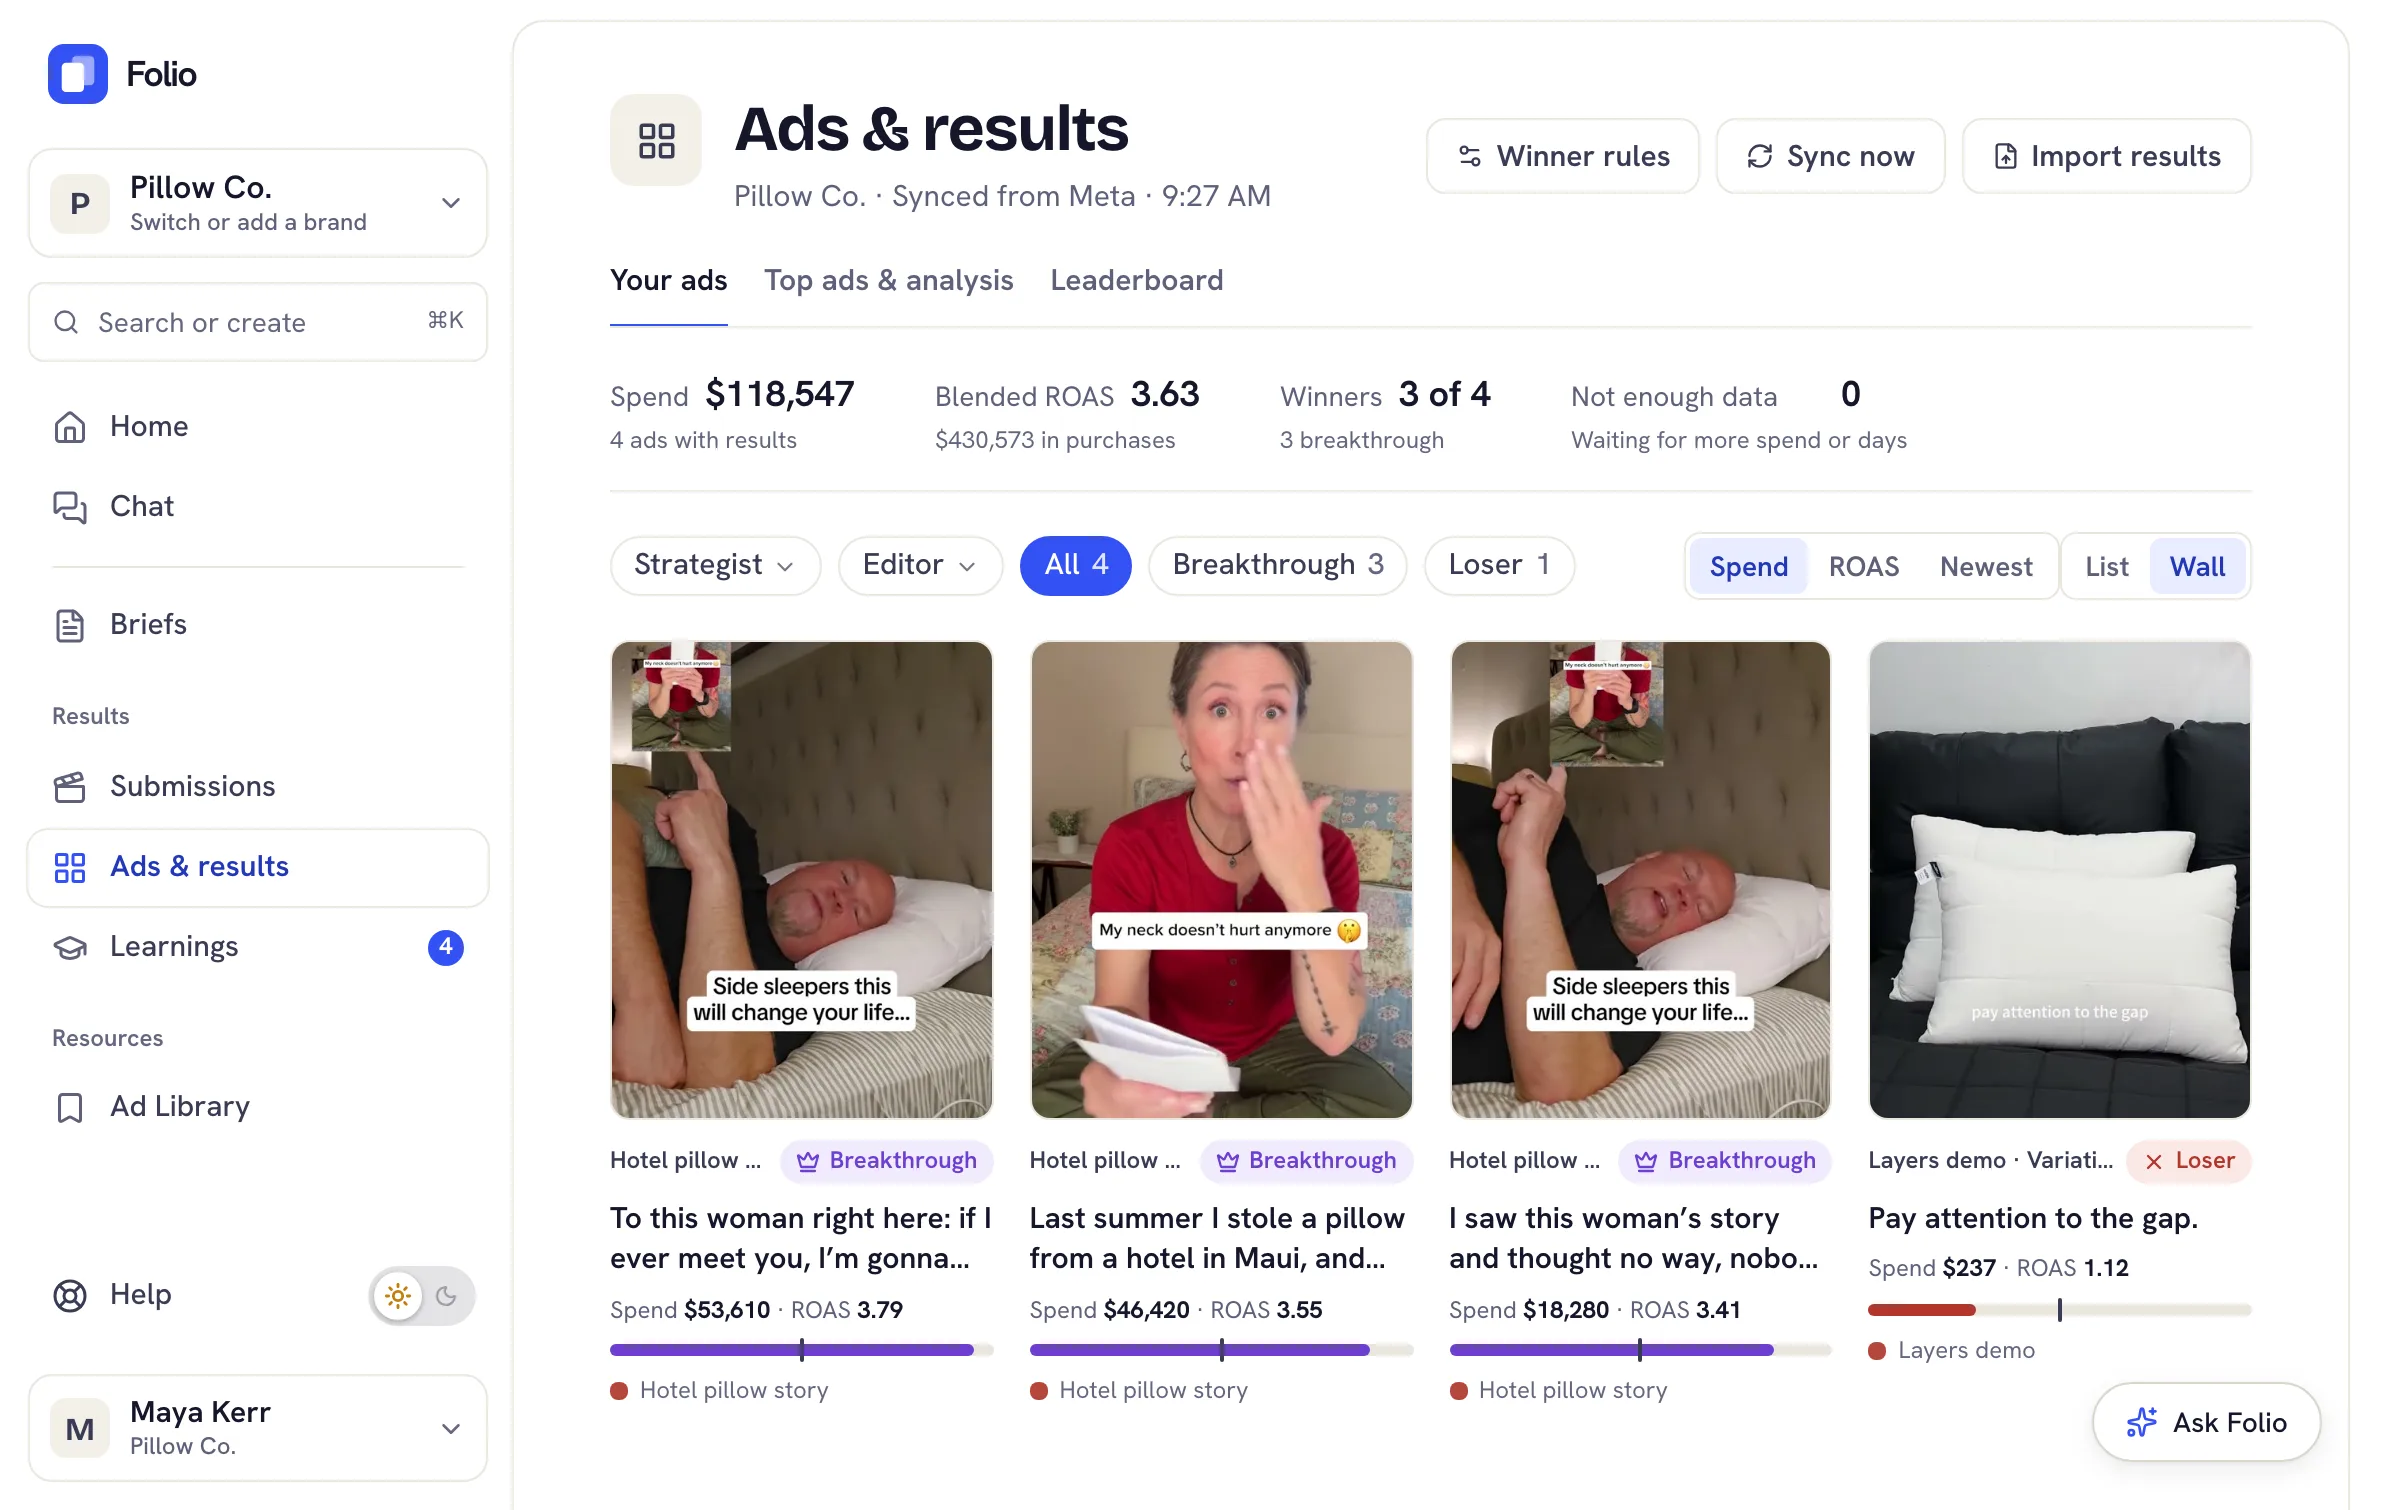 Folio
P
Pillow Co.
Switch or add a brand
Search or create
⌘K
Home
Chat
Briefs
Results
Submissions
Ads & results
Learnings
4
Resources
Ad Library
Help
M
Maya Kerr
Pillow Co.
Ads & results
Pillow Co. · Synced from Meta · 9:27 AM
Winner rules
Sync now
Import results
Your ads
Top ads & analysis
Leaderboard
Spend $118,547
4 ads with results
Blended ROAS 3.63
$430,573 in purchases
Winners 3 of 4
3 breakthrough
Not enough data 0
Waiting for more spend or days
Strategist
Editor
All 4
Breakthrough 3
Loser 1
Spend
ROAS
Newest
List
Wall
My neck doesn't hurt anymore 🤫
Side sleepers this
will change your life...
Hotel pillow ...
Breakthrough
To this woman right here: if I
ever meet you, I’m gonna...
Spend $53,610 · ROAS 3.79
Hotel pillow story
My neck doesn’t hurt anymore 🤫
Hotel pillow ...
Breakthrough
Last summer I stole a pillow
from a hotel in Maui, and...
Spend $46,420 · ROAS 3.55
Hotel pillow story
My neck doesn't hurt anymore 🤫
Side sleepers this
will change your life...
Hotel pillow ...
Breakthrough
I saw this woman’s story
and thought no way, nobo...
Spend $18,280 · ROAS 3.41
Hotel pillow story
pay attention to the gap
Layers demo · Variati...
Loser
Pay attention to the gap.
Spend $237 · ROAS 1.12
Layers demo
Ask Folio